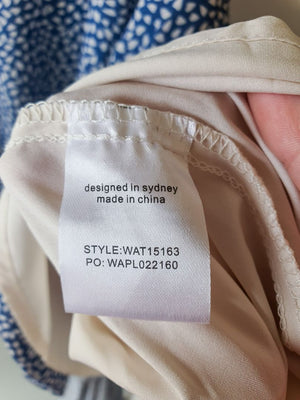 designed in sydney
made in china
STYLE:WAT15163
PO: WAPL022160